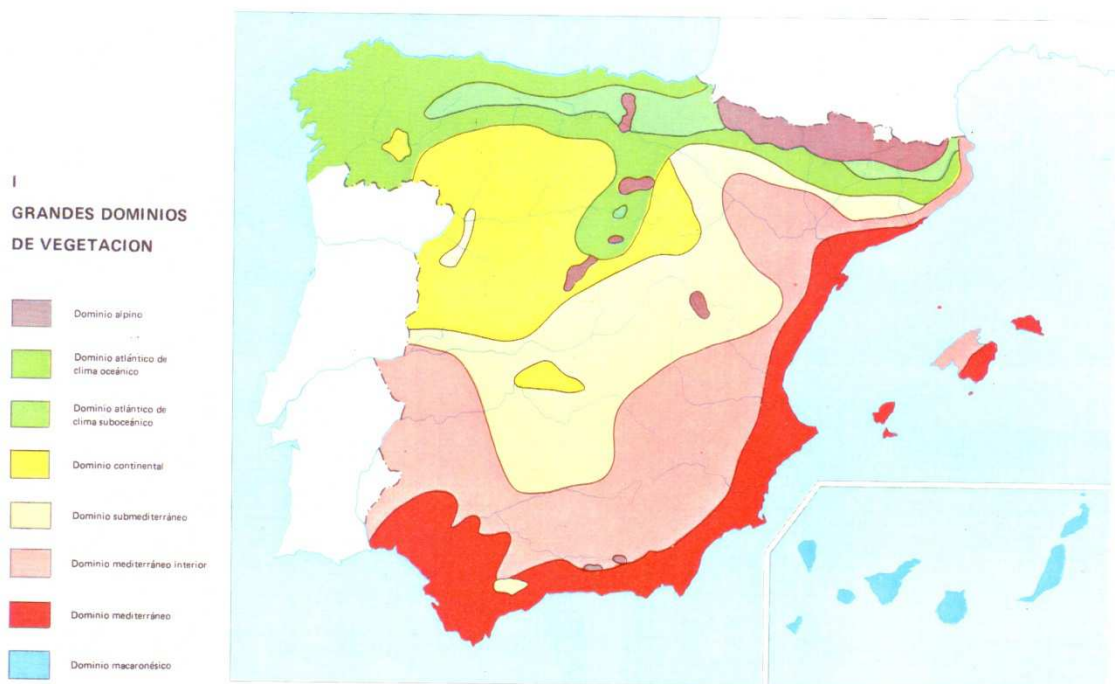 I
GRANDES DOMINIOS
DE VEGETACION
Dominio alpino
Dominio atlántico de
clima oceánico
Dominio atlántico de
clima suboceánico
Dominio continental
Dominio submediterráneo
Dominio mediterráneo interior
Dominio mediterráneo
Dominio macaronésico